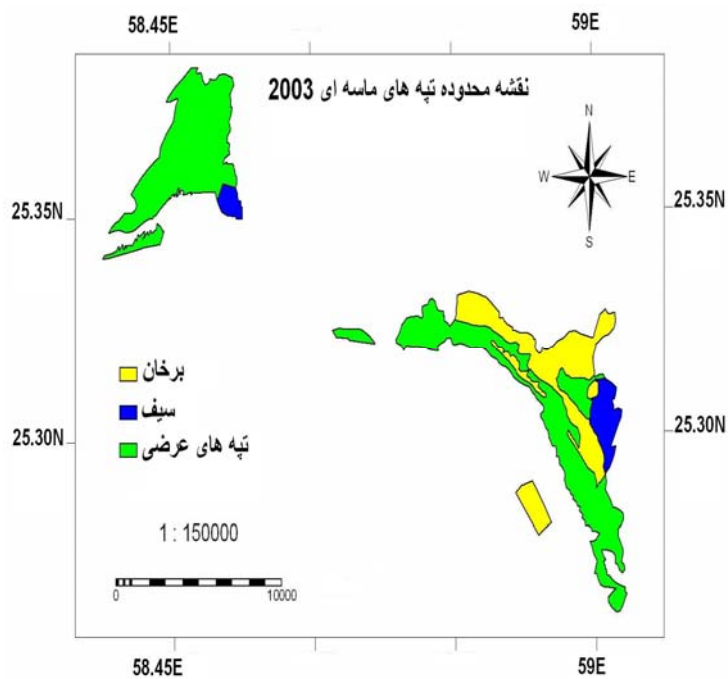 58.45E 59E
نقشه محدوده تپه های ماسه ای 2003
N
W E
S
25.35N 25.35N
برخان
سیف
تپه های عرضی
25.30N 25.30N
1 : 150000
0 10000
58.45E 59E